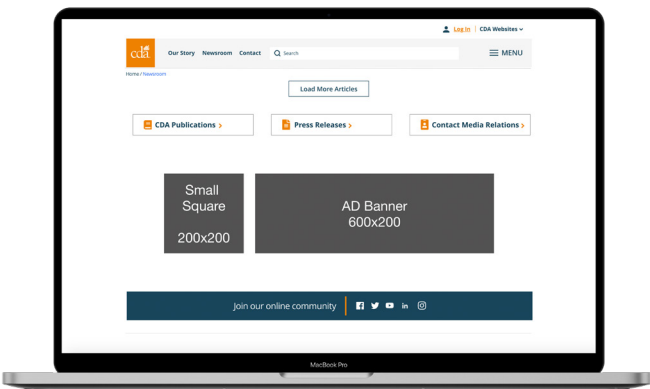 Log In | CDA Websites
cda. Our Story Newsroom Contact Search MENU
Home / Newsroom
Load More Articles
CDA Publications > Press Releases > Contact Media Relations >
Small
Square
200x200
AD Banner
600x200
Join our online community
MacBook Pro